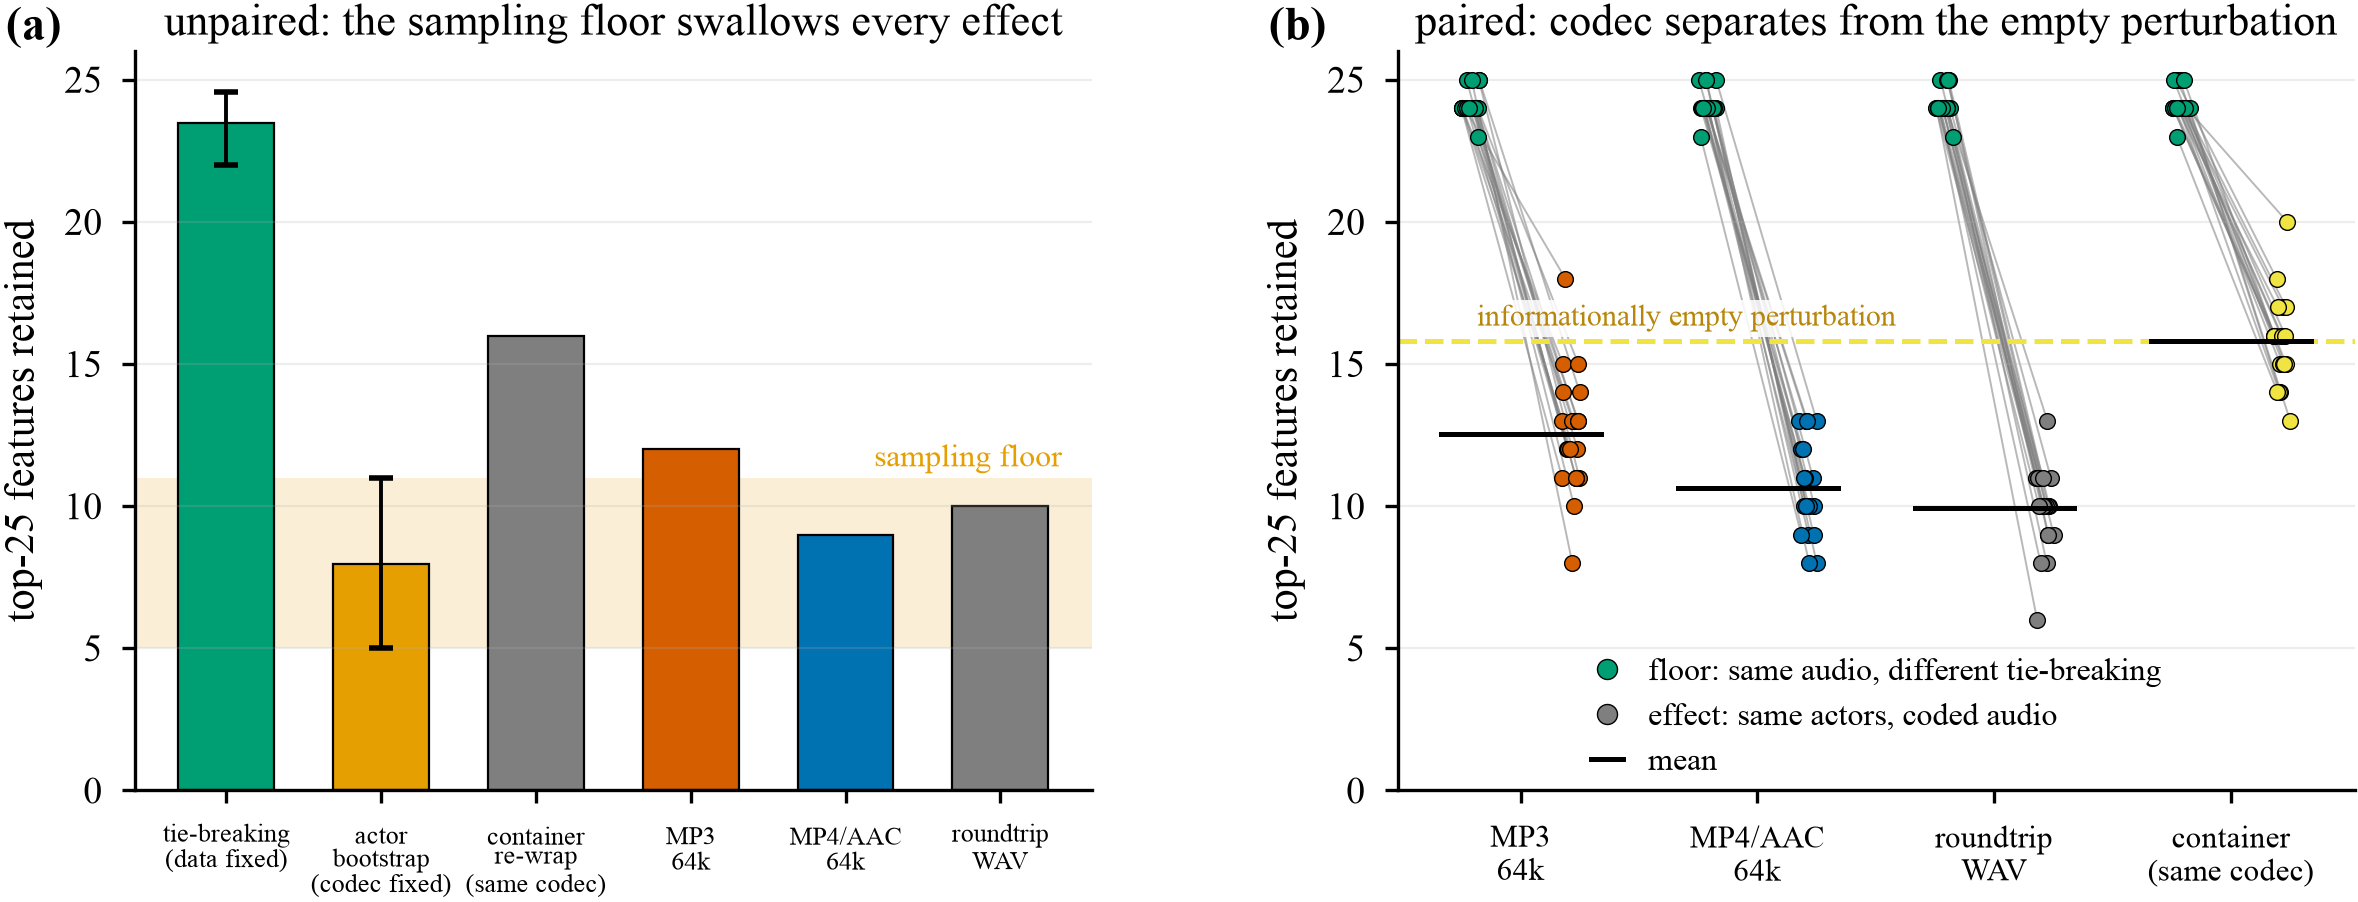 (a)
unpaired: the sampling floor swallows every effect
top-25 features retained
25
20
15
10
5
0
sampling floor
tie-breaking
(data fixed)
actor
bootstrap
(codec fixed)
container
re-wrap
(same codec)
MP3
64k
MP4/AAC
64k
roundtrip
WAV
(b)
paired: codec separates from the empty perturbation
top-25 features retained
25
20
15
10
5
0
informationally empty perturbation
floor: same audio, different tie-breaking
effect: same actors, coded audio
mean
MP3
64k
MP4/AAC
64k
roundtrip
WAV
container
(same codec)